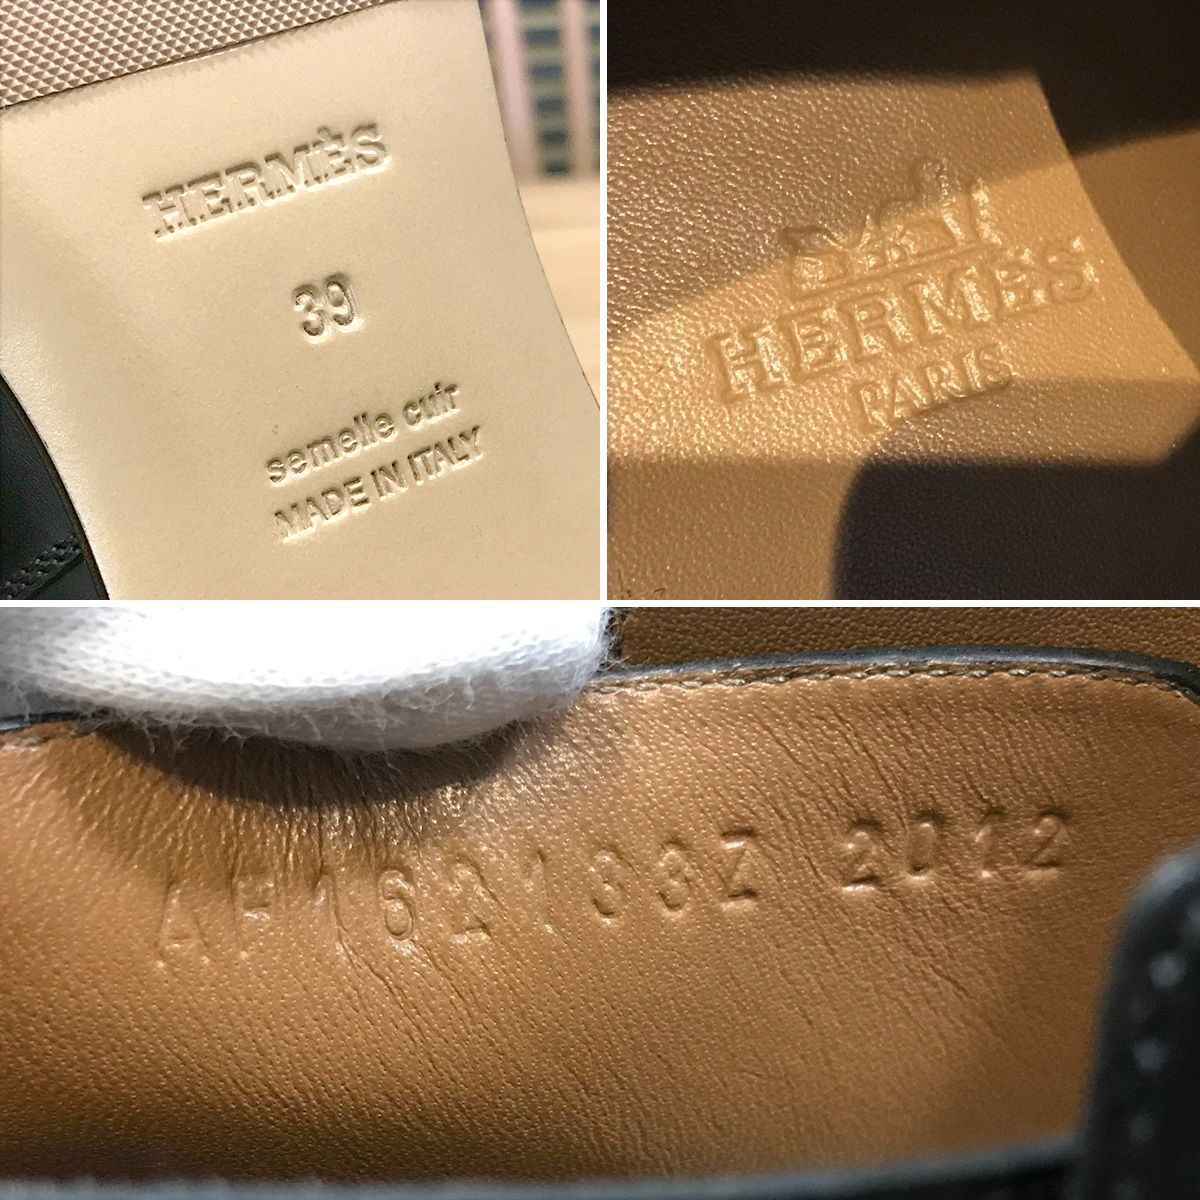 HERMÈS
39
semelle cuir
MADE IN ITALY
HERMÈS
PARIS
AF162133Z 2012